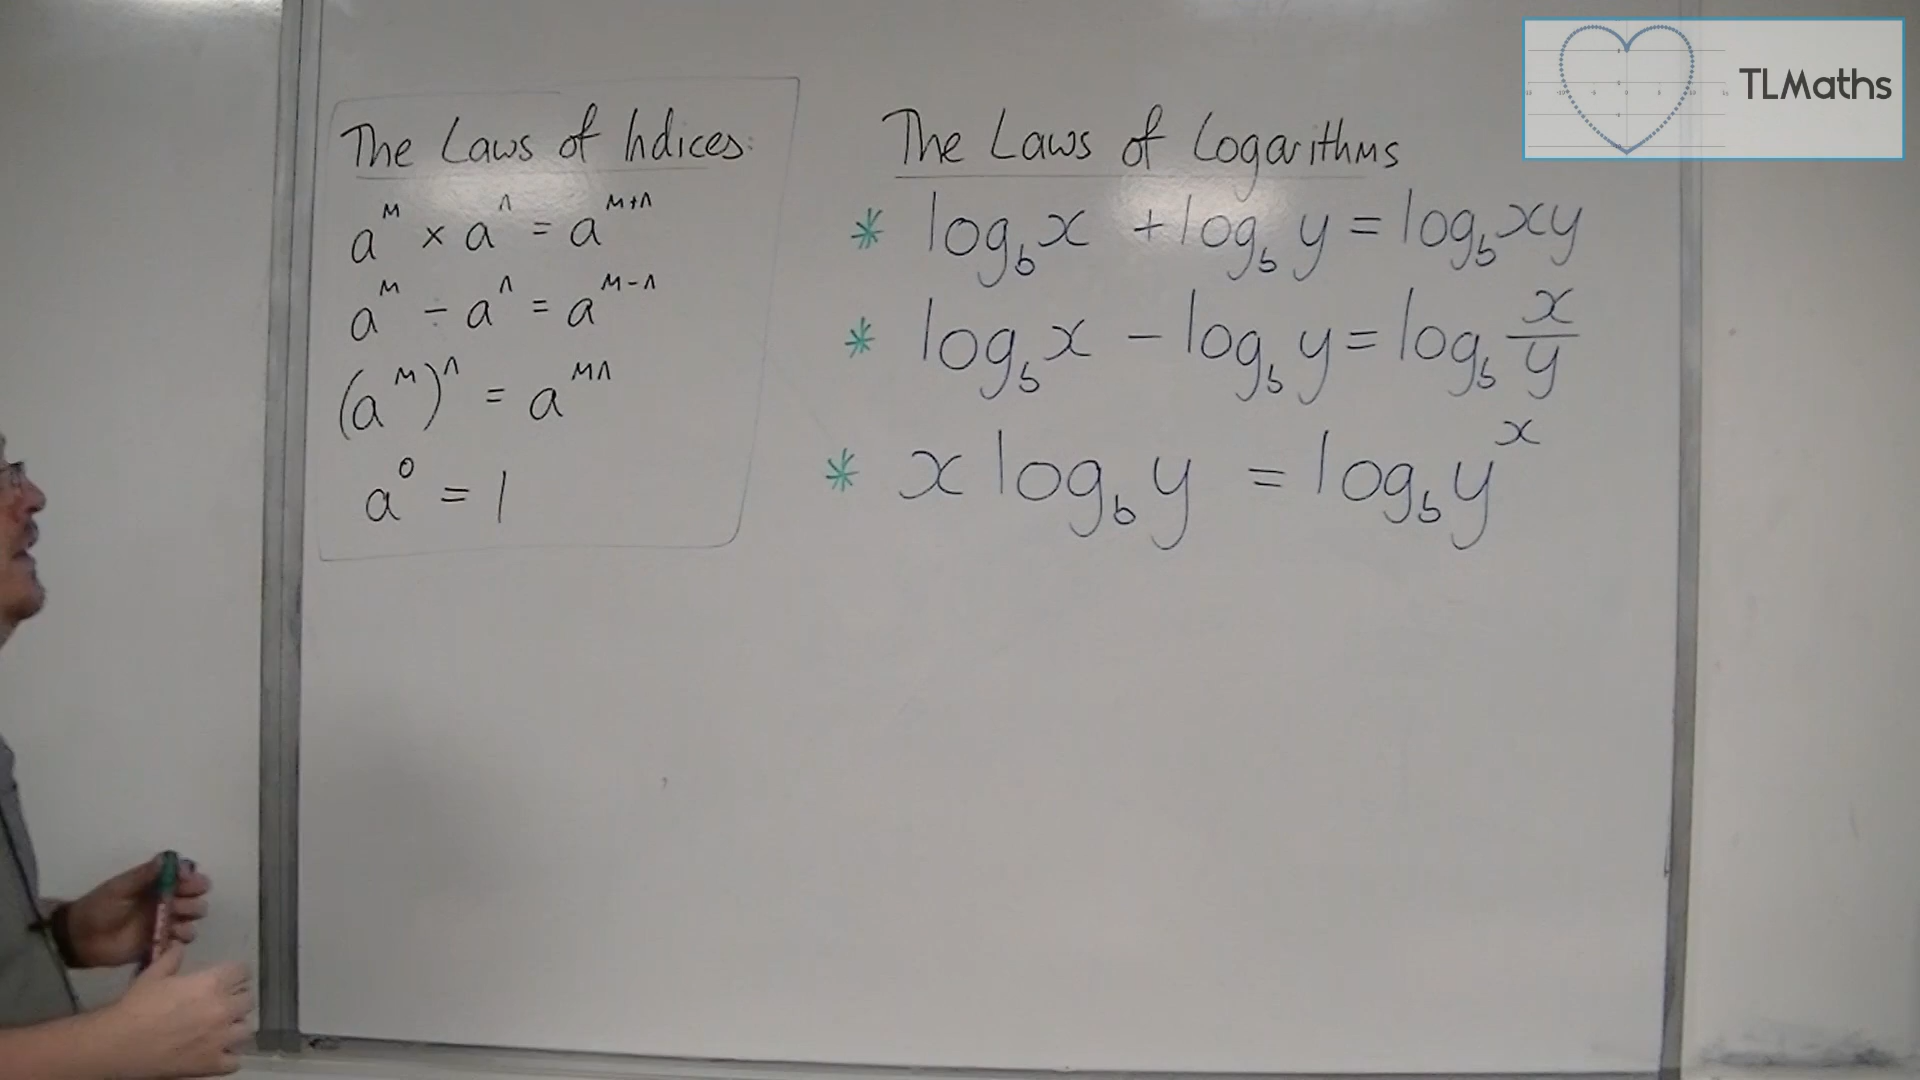 The Laws of Indices:
a^m × a^n = a^{m+n}
a^m ÷ a^n = a^{m-n}
(a^m)^n = a^{mn}
a^0 = 1
The Laws of Logarithms
* log_b x + log_b y = log_b xy
* log_b x - log_b y = log_b x/y
* x log_b y = log_b y^x
TLMaths